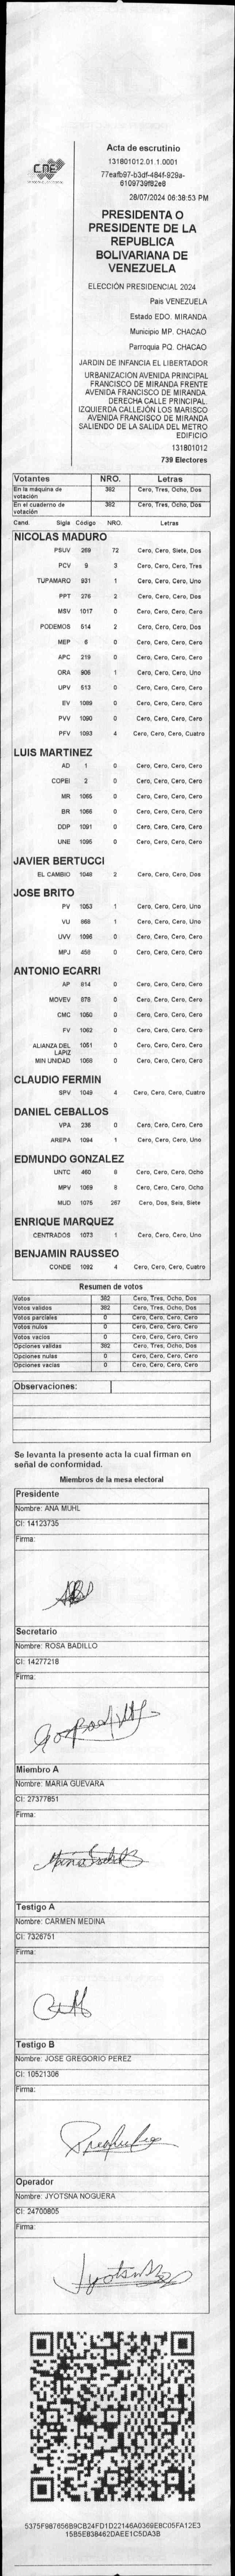 CNE
Acta de escrutinio
131801012.01.1.0001
77eafb97-b3df-484f-929a-
6109739f82e8
28/07/2024 06:38:53 PM
PRESIDENTA O
PRESIDENTE DE LA
REPUBLICA
BOLIVARIANA DE
VENEZUELA
ELECCIÓN PRESIDENCIAL 2024
Pais VENEZUELA
Estado EDO. MIRANDA
Municipio MP. CHACAO
Parroquia PQ. CHACAO
JARDIN DE INFANCIA EL LIBERTADOR
URBANIZACION AVENIDA PRINCIPAL
FRANCISCO DE MIRANDA FRENTE
AVENIDA FRANCISCO DE MIRANDA.
DERECHA CALLE PRINCIPAL.
IZQUIERDA CALLEJÓN LOS MARISCO
AVENIDA FRANCISCO DE MIRANDA
SALIENDO DE LA SALIDA DEL METRO
EDIFICIO
131801012
739 Electores
Votantes NRO. Letras
En la máquina de votación 382 Cero, Tres, Ocho, Dos
En el cuaderno de votación 382 Cero, Tres, Ocho, Dos
Cand. Sigla Código NRO. Letras
NICOLAS MADURO
PSUV 269 72 Cero, Cero, Siete, Dos
PCV 9 3 Cero, Cero, Cero, Tres
TUPAMARO 931 1 Cero, Cero, Cero, Uno
PPT 276 2 Cero, Cero, Cero, Dos
MSV 1017 0 Cero, Cero, Cero, Cero
PODEMOS 514 2 Cero, Cero, Cero, Dos
MEP 6 0 Cero, Cero, Cero, Cero
APC 219 0 Cero, Cero, Cero, Cero
ORA 906 1 Cero, Cero, Cero, Uno
UPV 513 0 Cero, Cero, Cero, Cero
EV 1089 0 Cero, Cero, Cero, Cero
PVV 1090 0 Cero, Cero, Cero, Cero
PFV 1093 4 Cero, Cero, Cero, Cuatro
LUIS MARTINEZ
AD 1 0 Cero, Cero, Cero, Cero
COPEI 2 0 Cero, Cero, Cero, Cero
MR 1065 0 Cero, Cero, Cero, Cero
BR 1066 0 Cero, Cero, Cero, Cero
DDP 1091 0 Cero, Cero, Cero, Cero
UNE 1095 0 Cero, Cero, Cero, Cero
JAVIER BERTUCCI
EL CAMBIO 1048 2 Cero, Cero, Cero, Dos
JOSE BRITO
PV 1053 1 Cero, Cero, Cero, Uno
VU 868 1 Cero, Cero, Cero, Uno
UVV 1096 0 Cero, Cero, Cero, Cero
MPJ 458 0 Cero, Cero, Cero, Cero
ANTONIO ECARRI
AP 814 0 Cero, Cero, Cero, Cero
MOVEV 878 0 Cero, Cero, Cero, Cero
CMC 1050 0 Cero, Cero, Cero, Cero
FV 1062 0 Cero, Cero, Cero, Cero
ALIANZA DEL LAPIZ 1051 0 Cero, Cero, Cero, Cero
MIN UNIDAD 1058 0 Cero, Cero, Cero, Cero
CLAUDIO FERMIN
SPV 1049 4 Cero, Cero, Cero, Cuatro
DANIEL CEBALLOS
VPA 236 0 Cero, Cero, Cero, Cero
AREPA 1094 1 Cero, Cero, Cero, Uno
EDMUNDO GONZALEZ
UNTC 460 8 Cero, Cero, Cero, Ocho
MPV 1069 8 Cero, Cero, Cero, Ocho
MUD 1075 267 Cero, Dos, Seis, Siete
ENRIQUE MARQUEZ
CENTRADOS 1073 1 Cero, Cero, Cero, Uno
BENJAMIN RAUSSEO
CONDE 1092 4 Cero, Cero, Cero, Cuatro
Resumen de votos
Votos 382 Cero, Tres, Ocho, Dos
Votos validos 382 Cero, Tres, Ocho, Dos
Votos parciales 0 Cero, Cero, Cero, Cero
Votos nulos 0 Cero, Cero, Cero, Cero
Votos vacios 0 Cero, Cero, Cero, Cero
Opciones validas 382 Cero, Tres, Ocho, Dos
Opciones nulas 0 Cero, Cero, Cero, Cero
Opciones vacias 0 Cero, Cero, Cero, Cero
Observaciones:
Se levanta la presente acta la cual firman en
señal de conformidad.
Miembros de la mesa electoral
Presidente
Nombre: ANA MUHL
CI: 14123735
Firma:
Secretario
Nombre: ROSA BADILLO
CI: 14277218
Firma:
Miembro A
Nombre: MARIA GUEVARA
CI: 27377851
Firma:
Testigo A
Nombre: CARMEN MEDINA
CI: 7326751
Firma:
Testigo B
Nombre: JOSE GREGORIO PEREZ
CI: 10521306
Firma:
Operador
Nombre: JYOTSNA NOGUERA
CI: 24700805
Firma:
5375F987656B9CB24FD1D22146A0369E8C05FA12E3
15B5E838462DAEE1C5DA3B